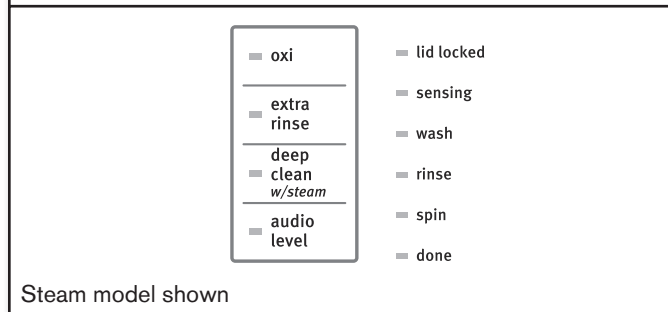 oxi
extra
rinse
deep
clean
w/steam
audio
level
lid locked
sensing
wash
rinse
spin
done
Steam model shown